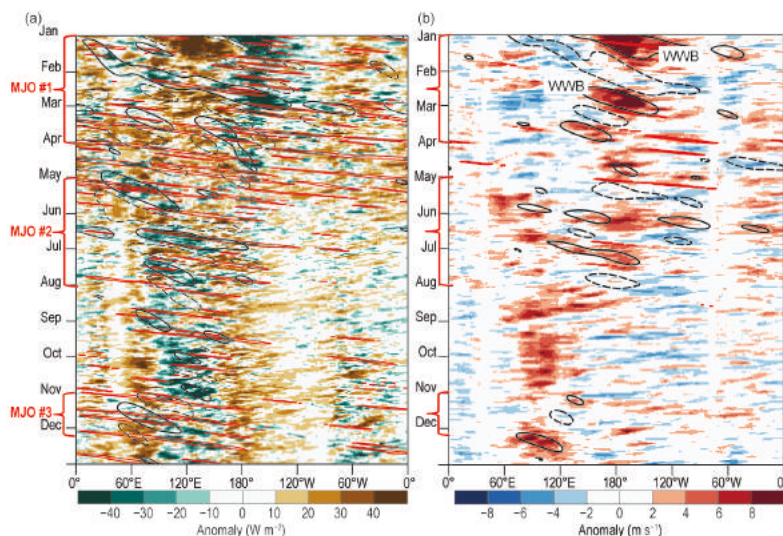 (a)
Jan
Feb
MJO #1
Mar
Apr
May
Jun
MJO #2
Jul
Aug
Sep
Oct
Nov
MJO #3
Dec
0° 60°E 120°E 180° 120°W 60°W 0°
−40 −30 −20 −10 0 10 20 30 40
Anomaly (W m⁻²)
(b)
Jan
WWB
Feb
WWB
Mar
Apr
May
Jun
Jul
Aug
Sep
Oct
Nov
Dec
0° 60°E 120°E 180° 120°W 60°W 0°
−8 −6 −4 −2 0 2 4 6 8
Anomaly (m s⁻¹)